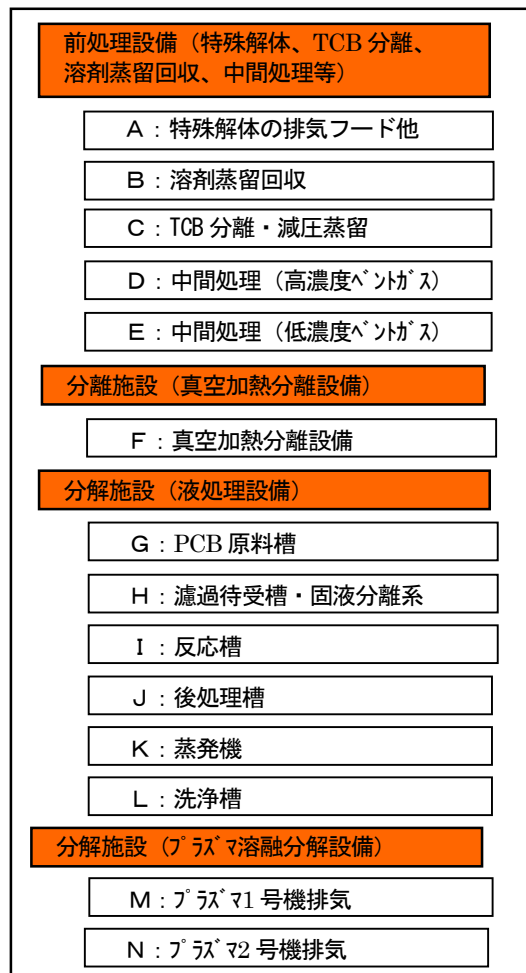 前処理設備（特殊解体、TCB 分離、
溶剤蒸留回収、中間処理等）
Ａ：特殊解体の排気フード他
Ｂ：溶剤蒸留回収
Ｃ：TCB 分離・減圧蒸留
Ｄ：中間処理（高濃度ﾍﾞﾝﾄｶﾞｽ）
Ｅ：中間処理（低濃度ﾍﾞﾝﾄｶﾞｽ）
分離施設（真空加熱分離設備）
Ｆ：真空加熱分離設備
分解施設（液処理設備）
Ｇ：PCB 原料槽
Ｈ：濾過待受槽・固液分離系
Ｉ：反応槽
Ｊ：後処理槽
Ｋ：蒸発機
Ｌ：洗浄槽
分解施設（ﾌﾟﾗｽﾞﾏ溶融分解設備）
Ｍ：ﾌﾟﾗｽﾞﾏ1 号機排気
Ｎ：ﾌﾟﾗｽﾞﾏ2 号機排気